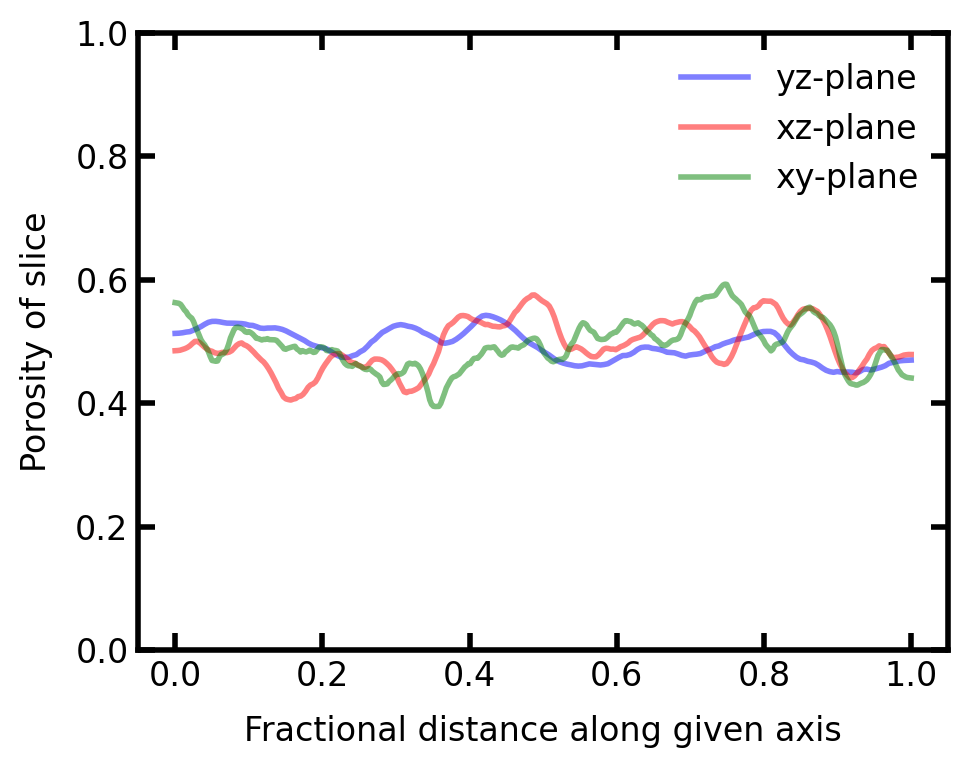 1.0
0.8
0.6
0.4
0.2
0.0
Porosity of slice
yz-plane
xz-plane
xy-plane
0.0 0.2 0.4 0.6 0.8 1.0
Fractional distance along given axis